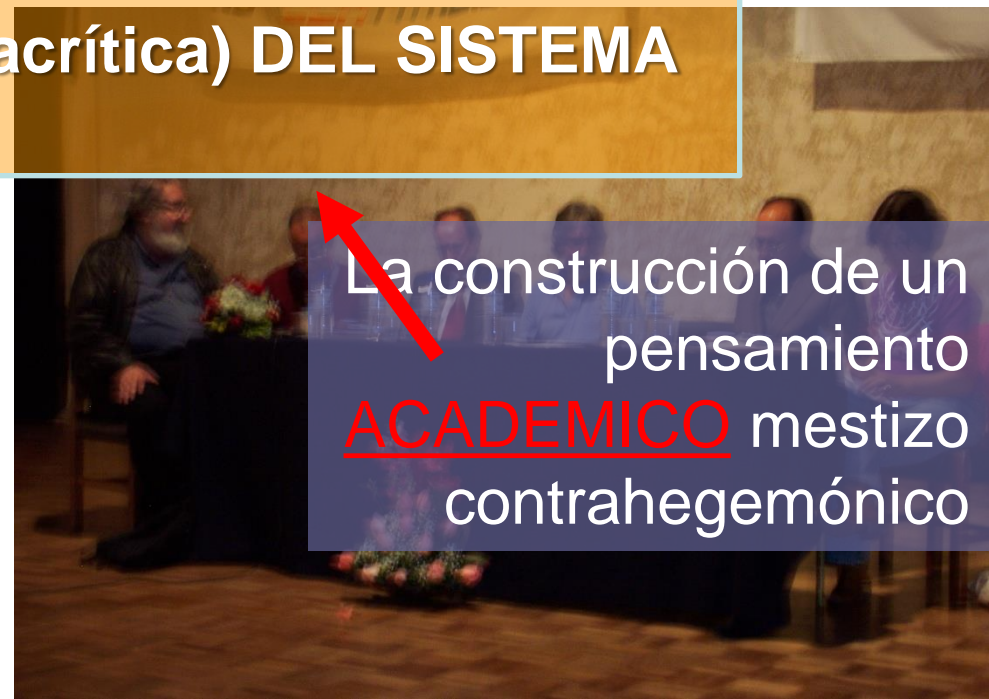 acrítica) DEL SISTEMA
La construcción de un
pensamiento
ACADEMICO mestizo
contrahegemónico